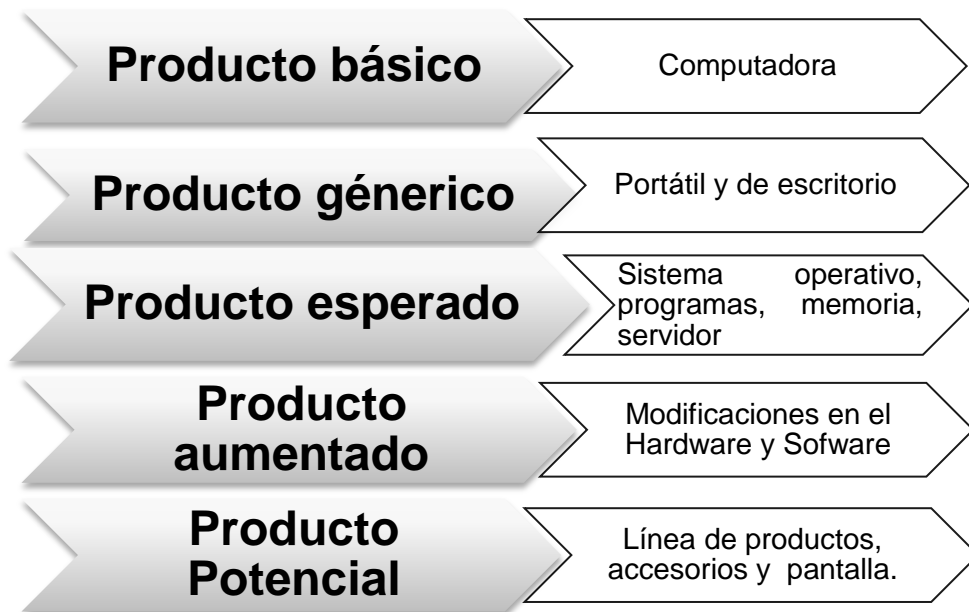 Producto básico
Computadora
Producto génerico
Portátil y de escritorio
Producto esperado
Sistema operativo,
programas, memoria,
servidor
Producto
aumentado
Modificaciones en el
Hardware y Sofware
Producto
Potencial
Línea de productos,
accesorios y pantalla.